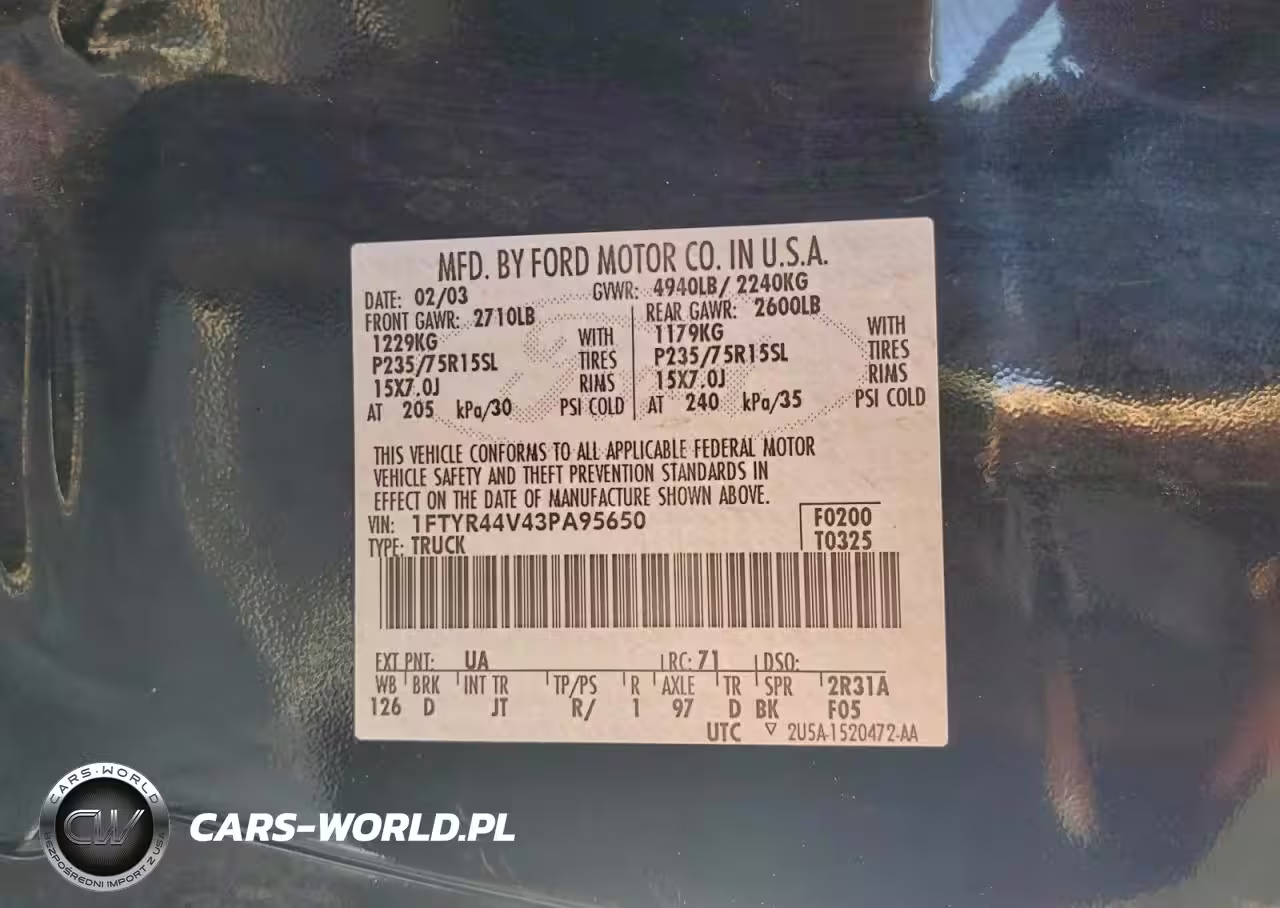 MFD. BY FORD MOTOR CO. IN U.S.A.
DATE: 02/03 GVWR: 4940LB/ 2240KG
FRONT GAWR: 2710LB REAR GAWR: 2600LB
1229KG WITH 1179KG WITH
P235/75R15SL TIRES P235/75R15SL TIRES
15X7.0J RIMS 15X7.0J RIMS
AT 205 kPa/30 PSI COLD AT 240 kPa/35 PSI COLD
THIS VEHICLE CONFORMS TO ALL APPLICABLE FEDERAL MOTOR
VEHICLE SAFETY AND THEFT PREVENTION STANDARDS IN
EFFECT ON THE DATE OF MANUFACTURE SHOWN ABOVE.
VIN: 1FTYR44V43PA95650 F0200
TYPE: TRUCK T0325
EXT PNT: UA RC: 71 DSO:
WB BRK INT TR TP/PS R AXLE TR SPR 2R31A
126 D JT R/ 1 97 D BK F05
UTC ▽ 2U5A-1520472-AA
CARS-WORLD
CW
BEZPOŚREDNI IMPORT Z USA
CARS-WORLD.PL